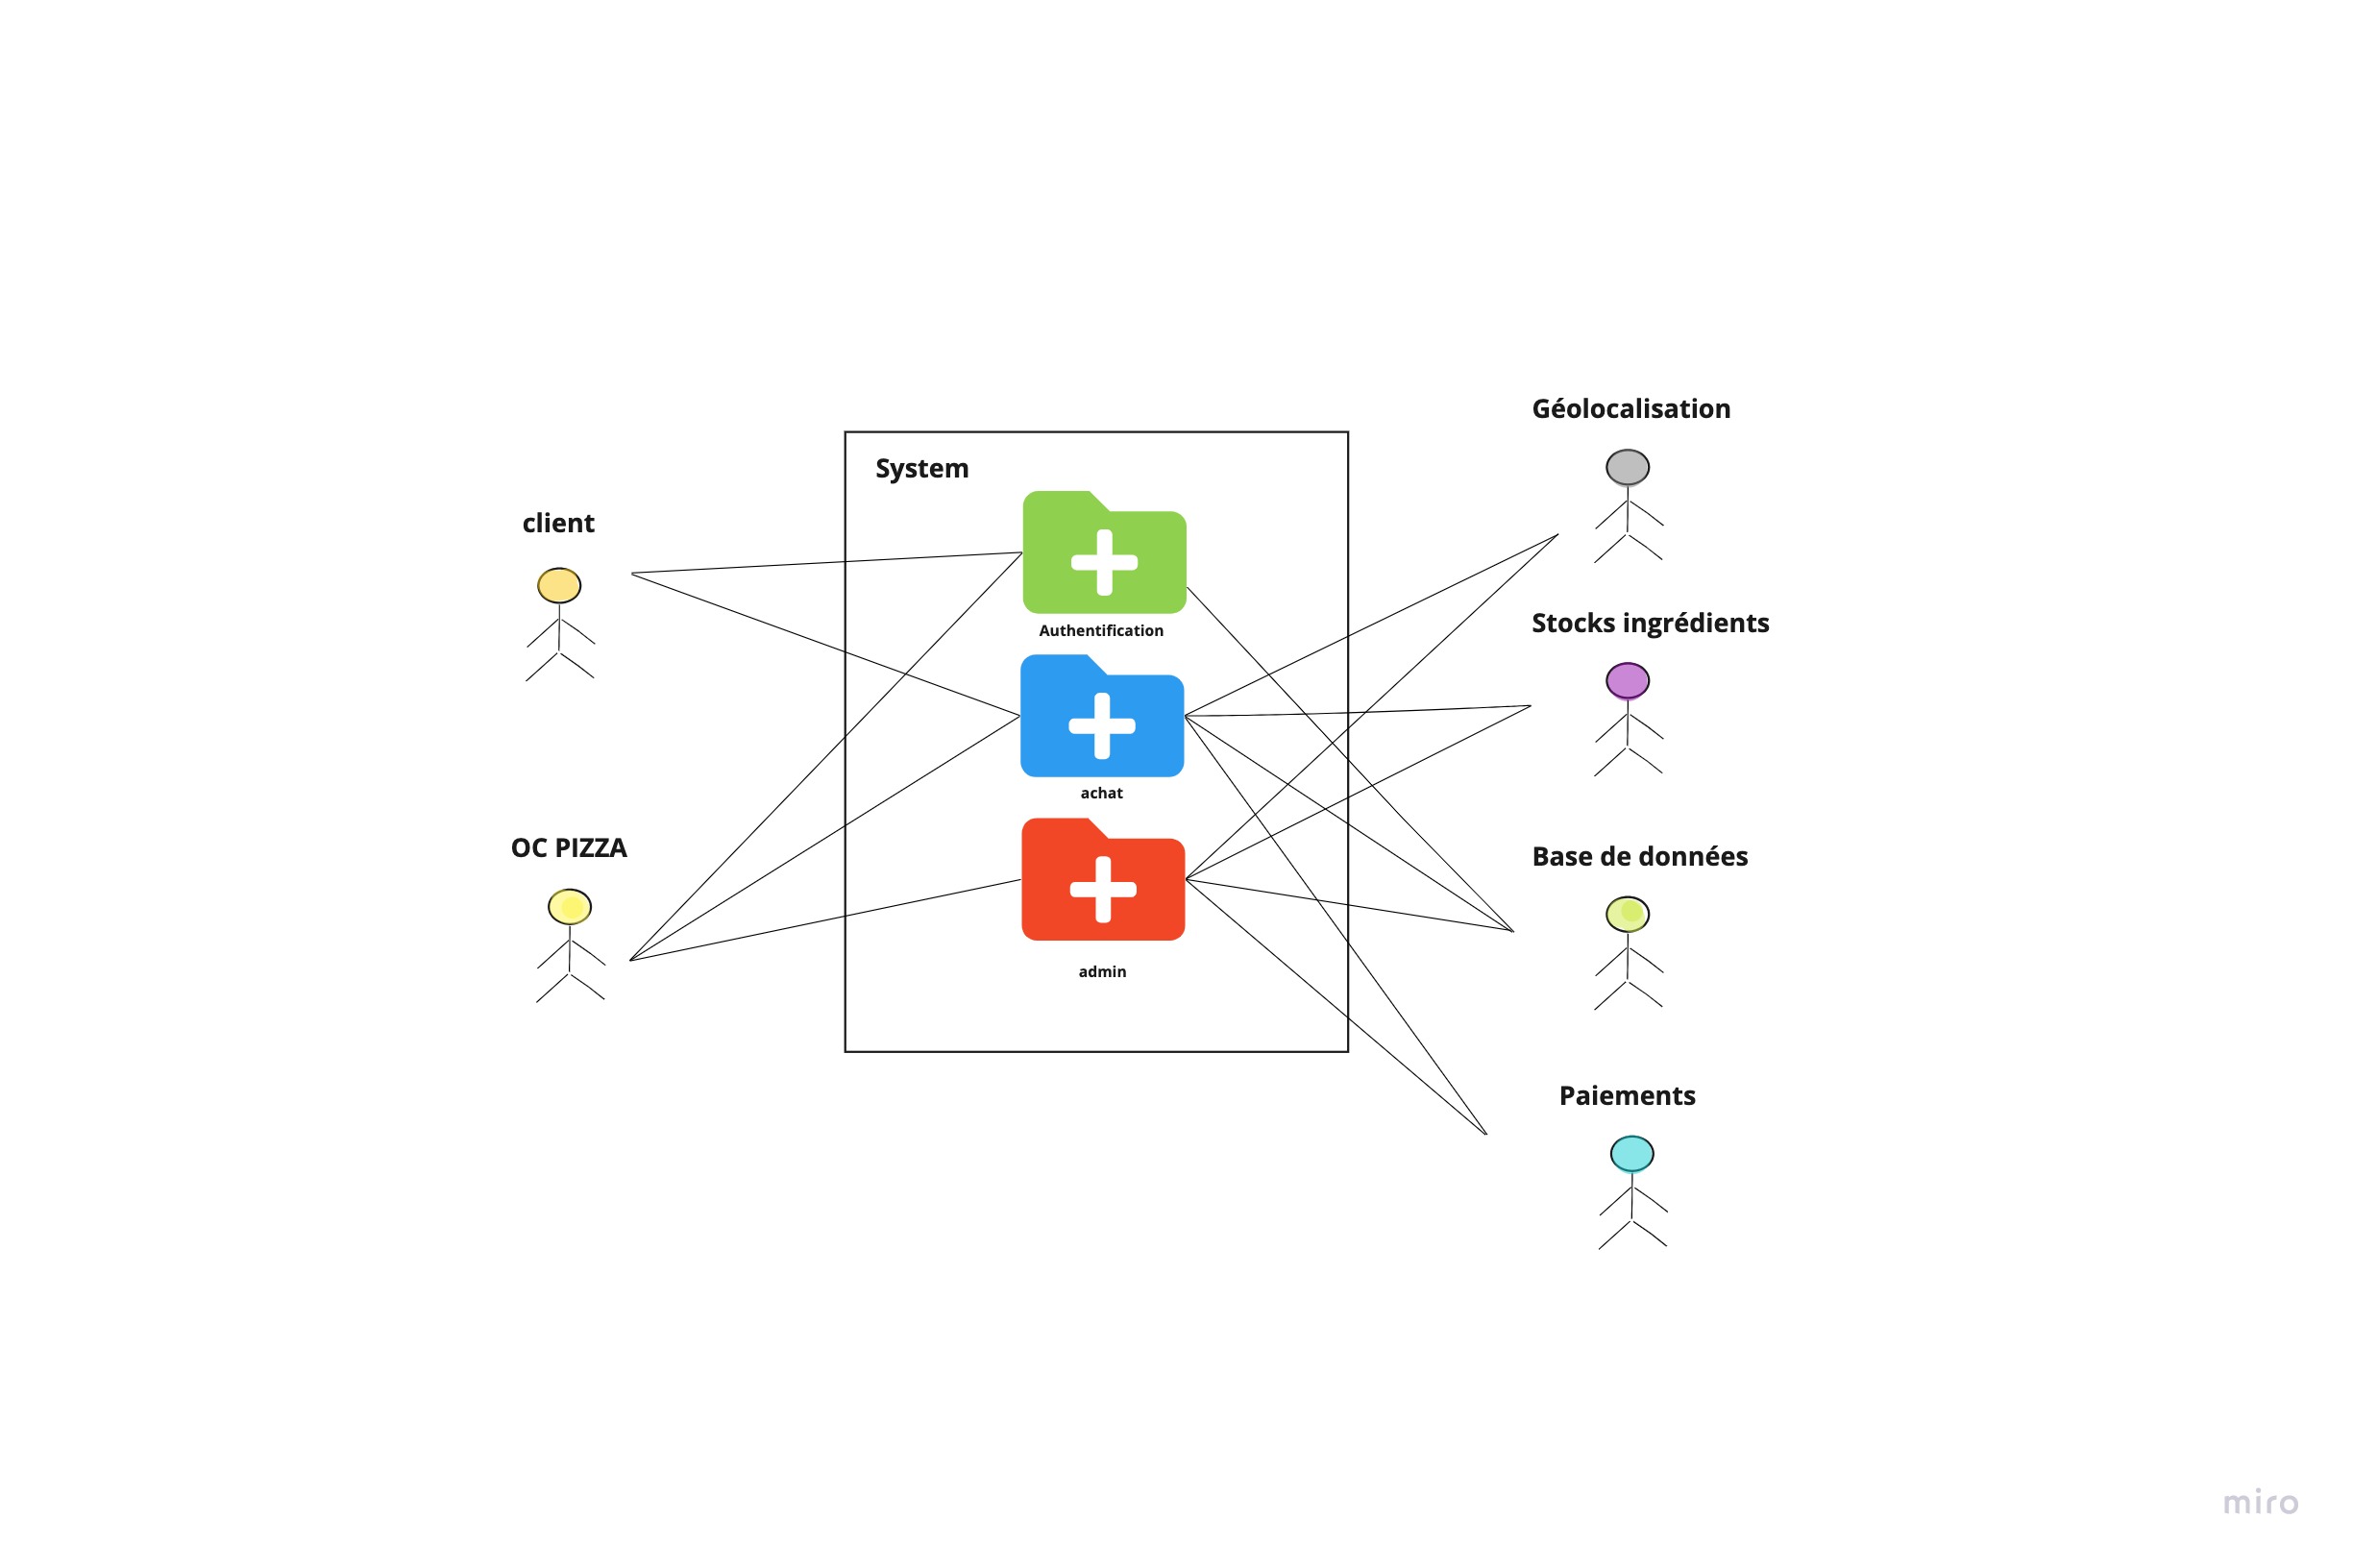 Géolocalisation
System
client
Stocks ingrédients
Authentification
achat
OC PIZZA
Base de données
admin
Paiements
miro